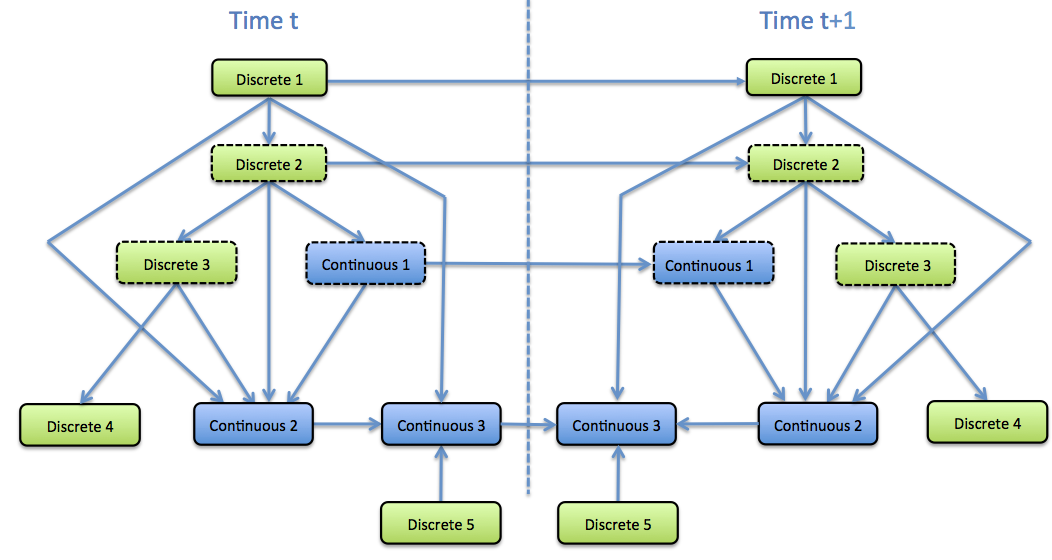 Time t
Time t+1
Discrete 1
Discrete 1
Discrete 2
Discrete 2
Discrete 3
Continuous 1
Continuous 1
Discrete 3
Discrete 4
Continuous 2
Continuous 3
Continuous 3
Continuous 2
Discrete 4
Discrete 5
Discrete 5